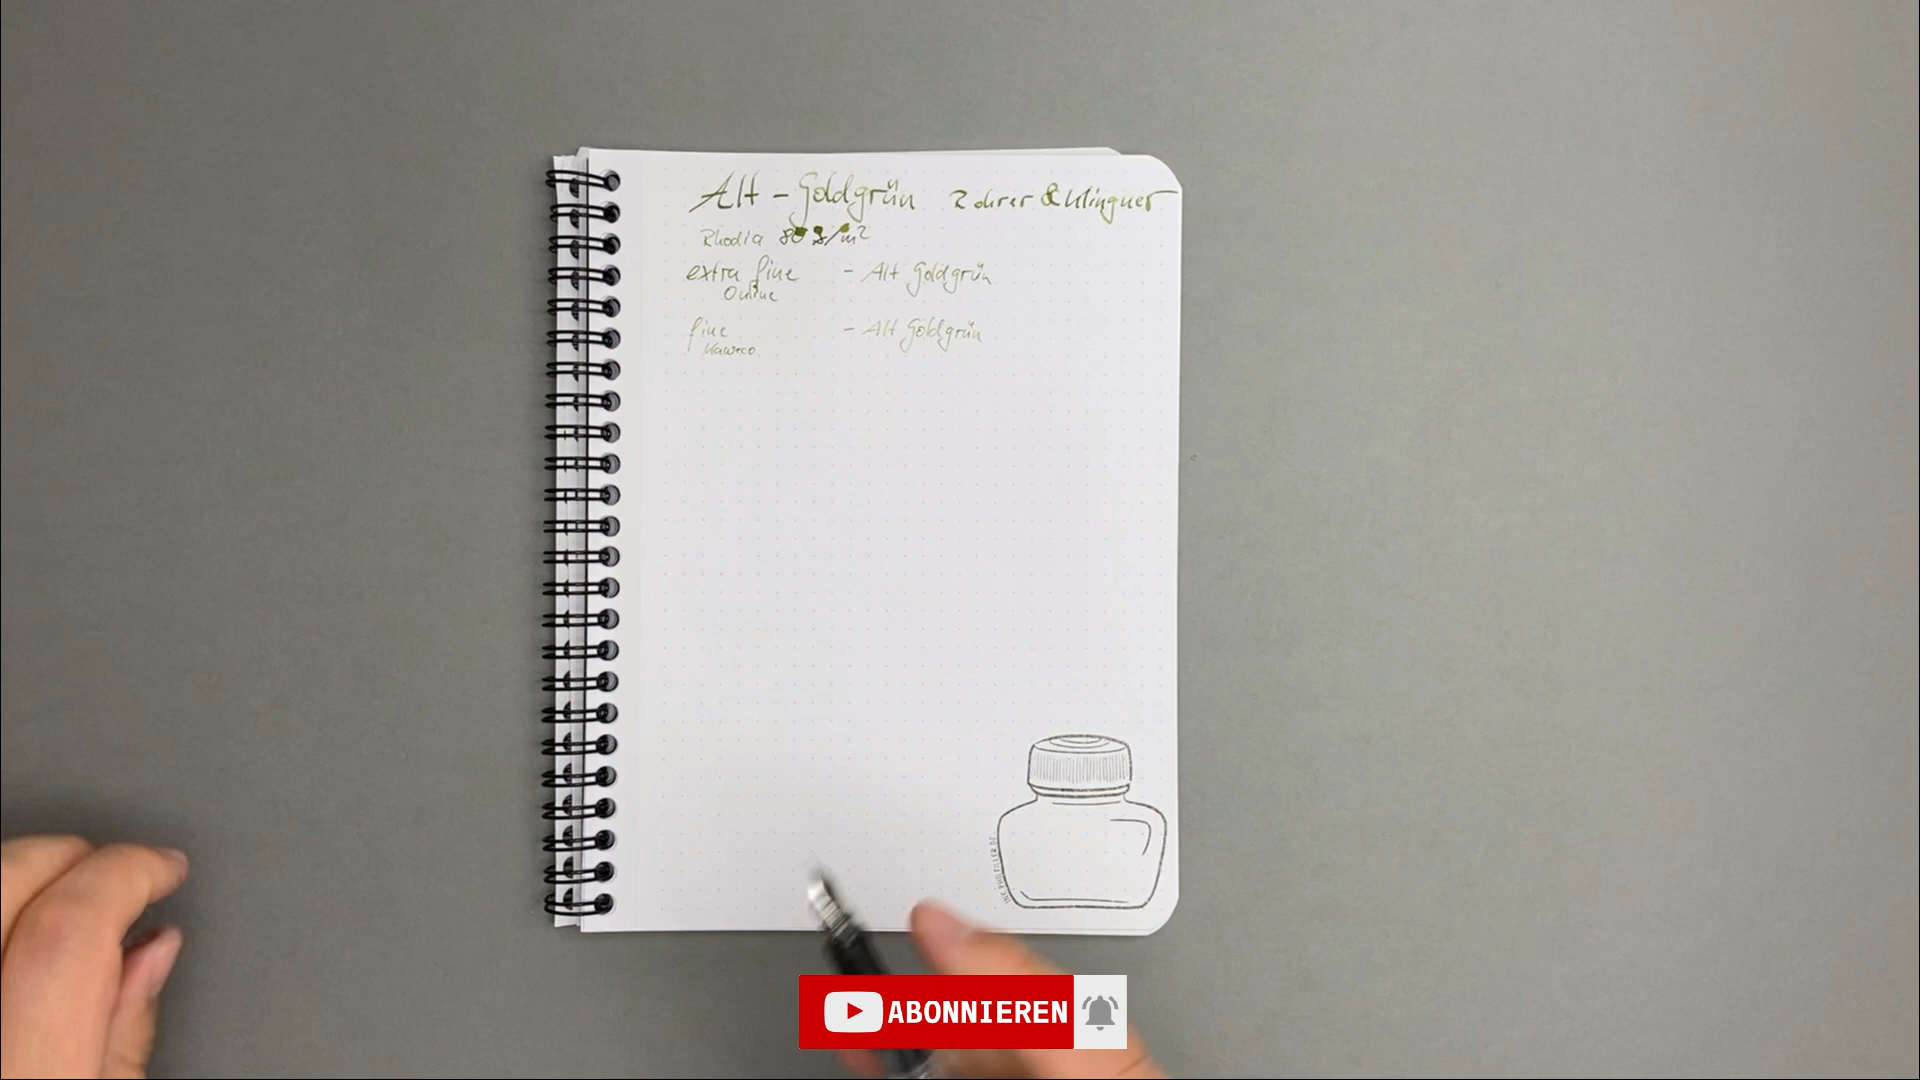 Alt - Goldgrün Rohrer & Klingner
Rhodia 80 g/m²
extra fine - Alt Goldgrün
Online
fine - Alt Goldgrün
Kaweco
ABONNIEREN